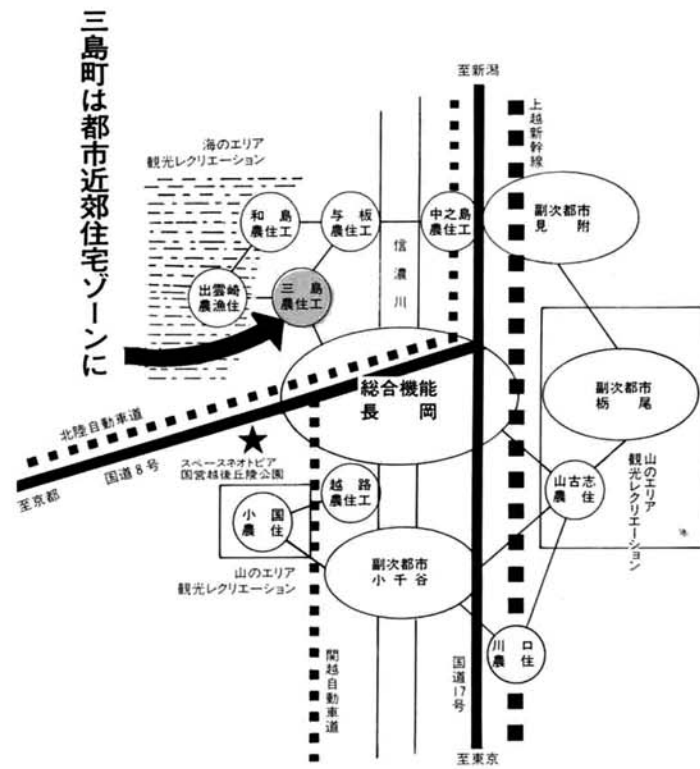 三島町は都市近郊住宅ゾーンに
至新潟
上越新幹線
海のエリア
観光レクリエーション
和島
農住工
与板
農住工
中之島
農住工
副次都市
見附
信濃川
出雲崎
農漁住
三島
農住工
総合機能
長岡
副次都市
栃尾
北陸自動車道
国道8号
至京都
スペースネオトピア
国営越後丘陵公園
越路
農住工
小国
農住
山古志
農住
山のエリア
観光レクリエーション
副次都市
小千谷
山のエリア
観光レクリエーション
川口
農住
関越自動車道
国道17号
至東京